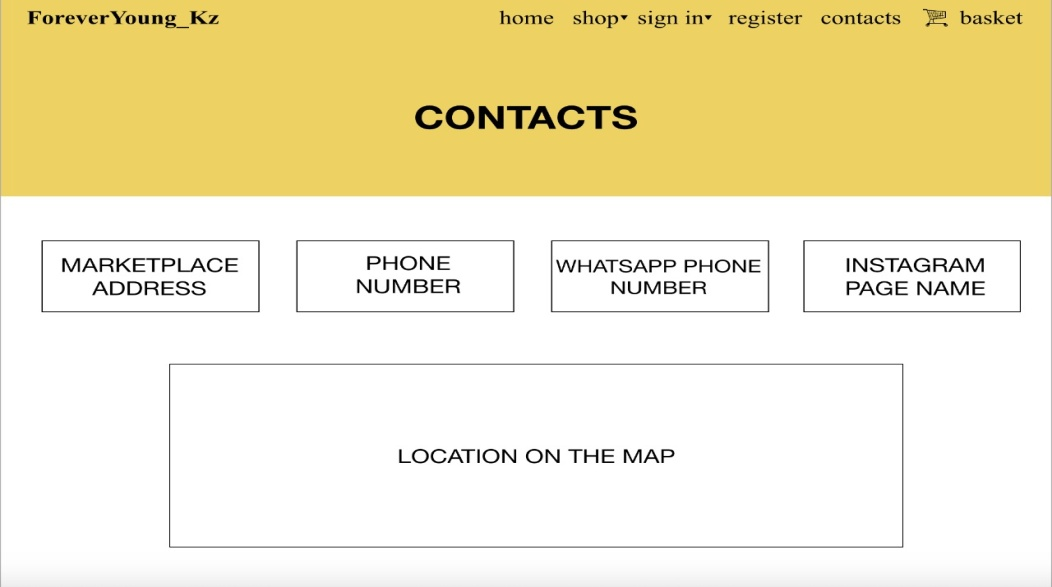 ForeverYoung_Kz home shop sign in register contacts basket
CONTACTS
MARKETPLACE
ADDRESS
PHONE
NUMBER
WHATSAPP PHONE
NUMBER
INSTAGRAM
PAGE NAME
LOCATION ON THE MAP